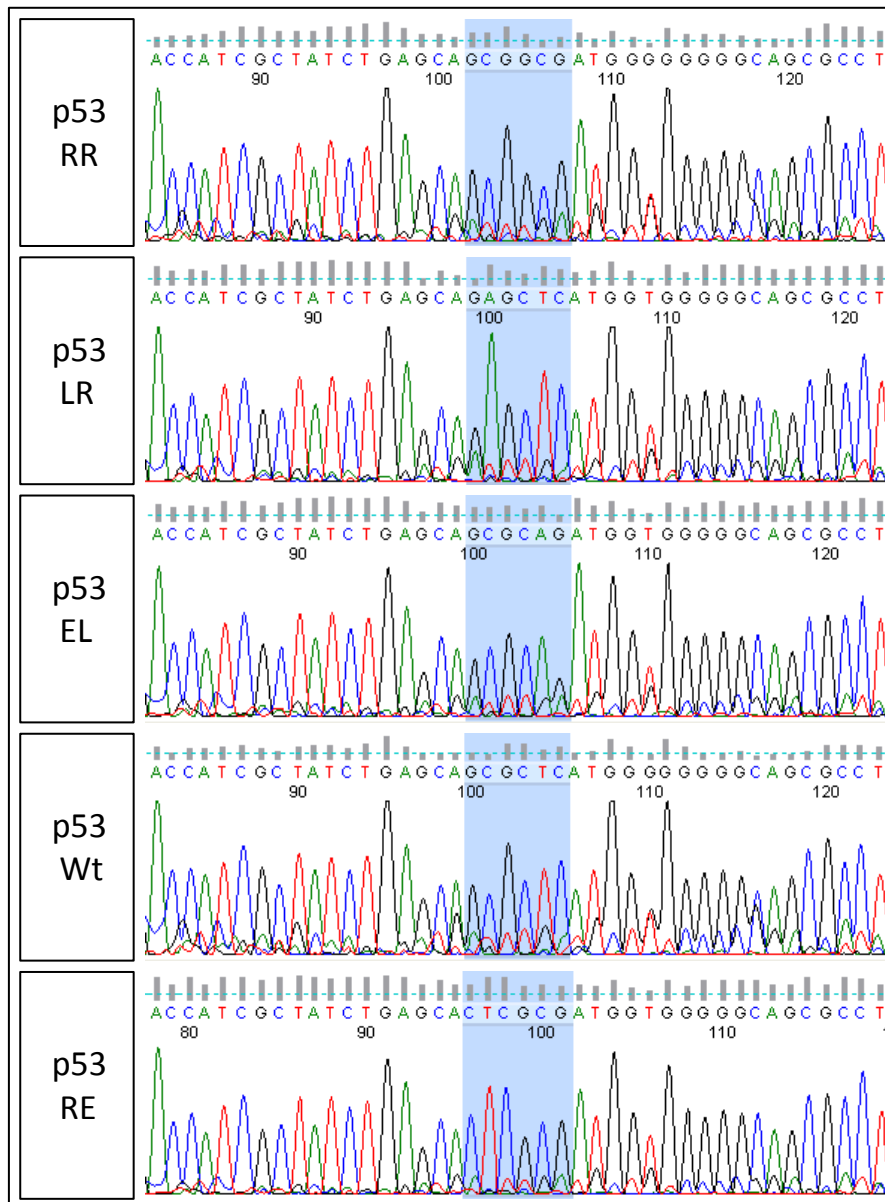 p53
RR
ACCATCGCTATCTGAGCAGCGGCGATGGGGGGGGCAGCGCCT
90 100 110 120
p53
LR
ACCATCGCTATCTGAGCAGAGCTCATGGTGGGGGCAGCGCCT
90 100 110 120
p53
EL
ACCATCGCTATCTGAGCAGCGCAGATGGTGGGGGCAGCGCCT
90 100 110 120
p53
Wt
ACCATCGCTATCTGAGCAGCGCTCATGGGGGGGGCAGCGCCT
90 100 110 120
p53
RE
ACCATCGCTATCTGAGCACTCGCGATGGTGGGGGCAGCGCCT
80 90 100 110